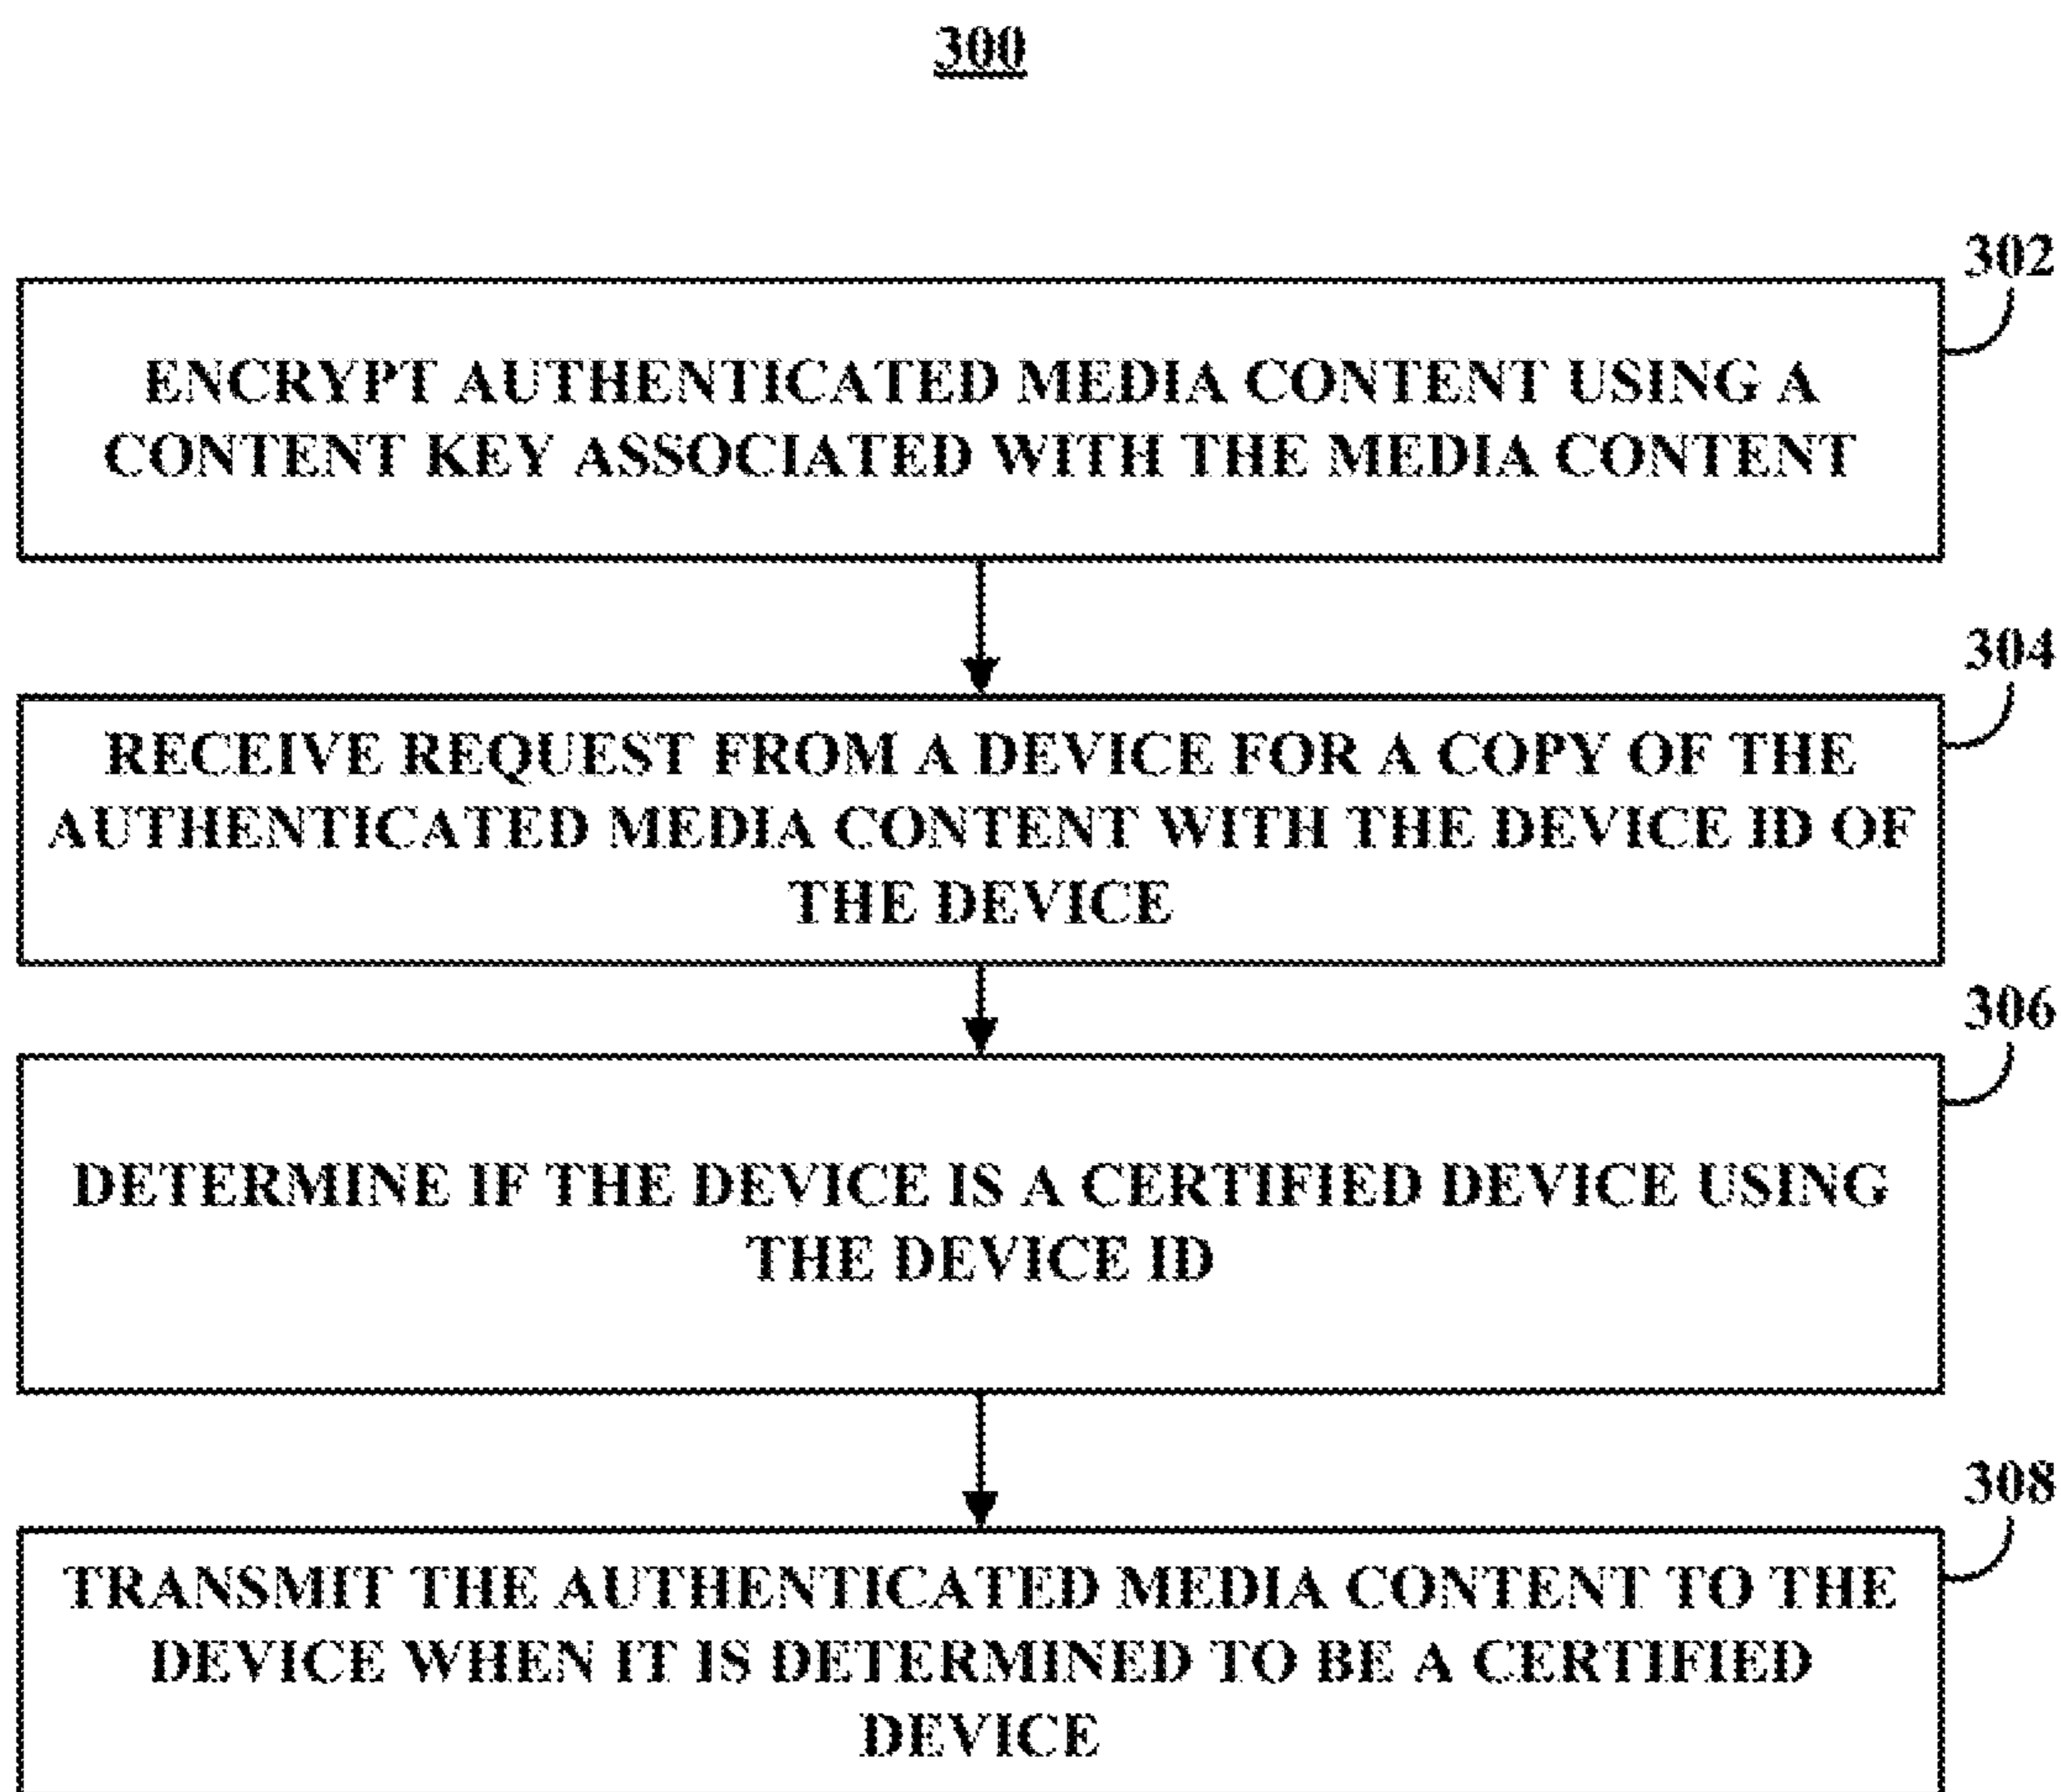 300
302
ENCRYPT AUTHENTICATED MEDIA CONTENT USING A
CONTENT KEY ASSOCIATED WITH THE MEDIA CONTENT
304
RECEIVE REQUEST FROM A DEVICE FOR A COPY OF THE
AUTHENTICATED MEDIA CONTENT WITH THE DEVICE ID OF
THE DEVICE
306
DETERMINE IF THE DEVICE IS A CERTIFIED DEVICE USING
THE DEVICE ID
308
TRANSMIT THE AUTHENTICATED MEDIA CONTENT TO THE
DEVICE WHEN IT IS DETERMINED TO BE A CERTIFIED
DEVICE